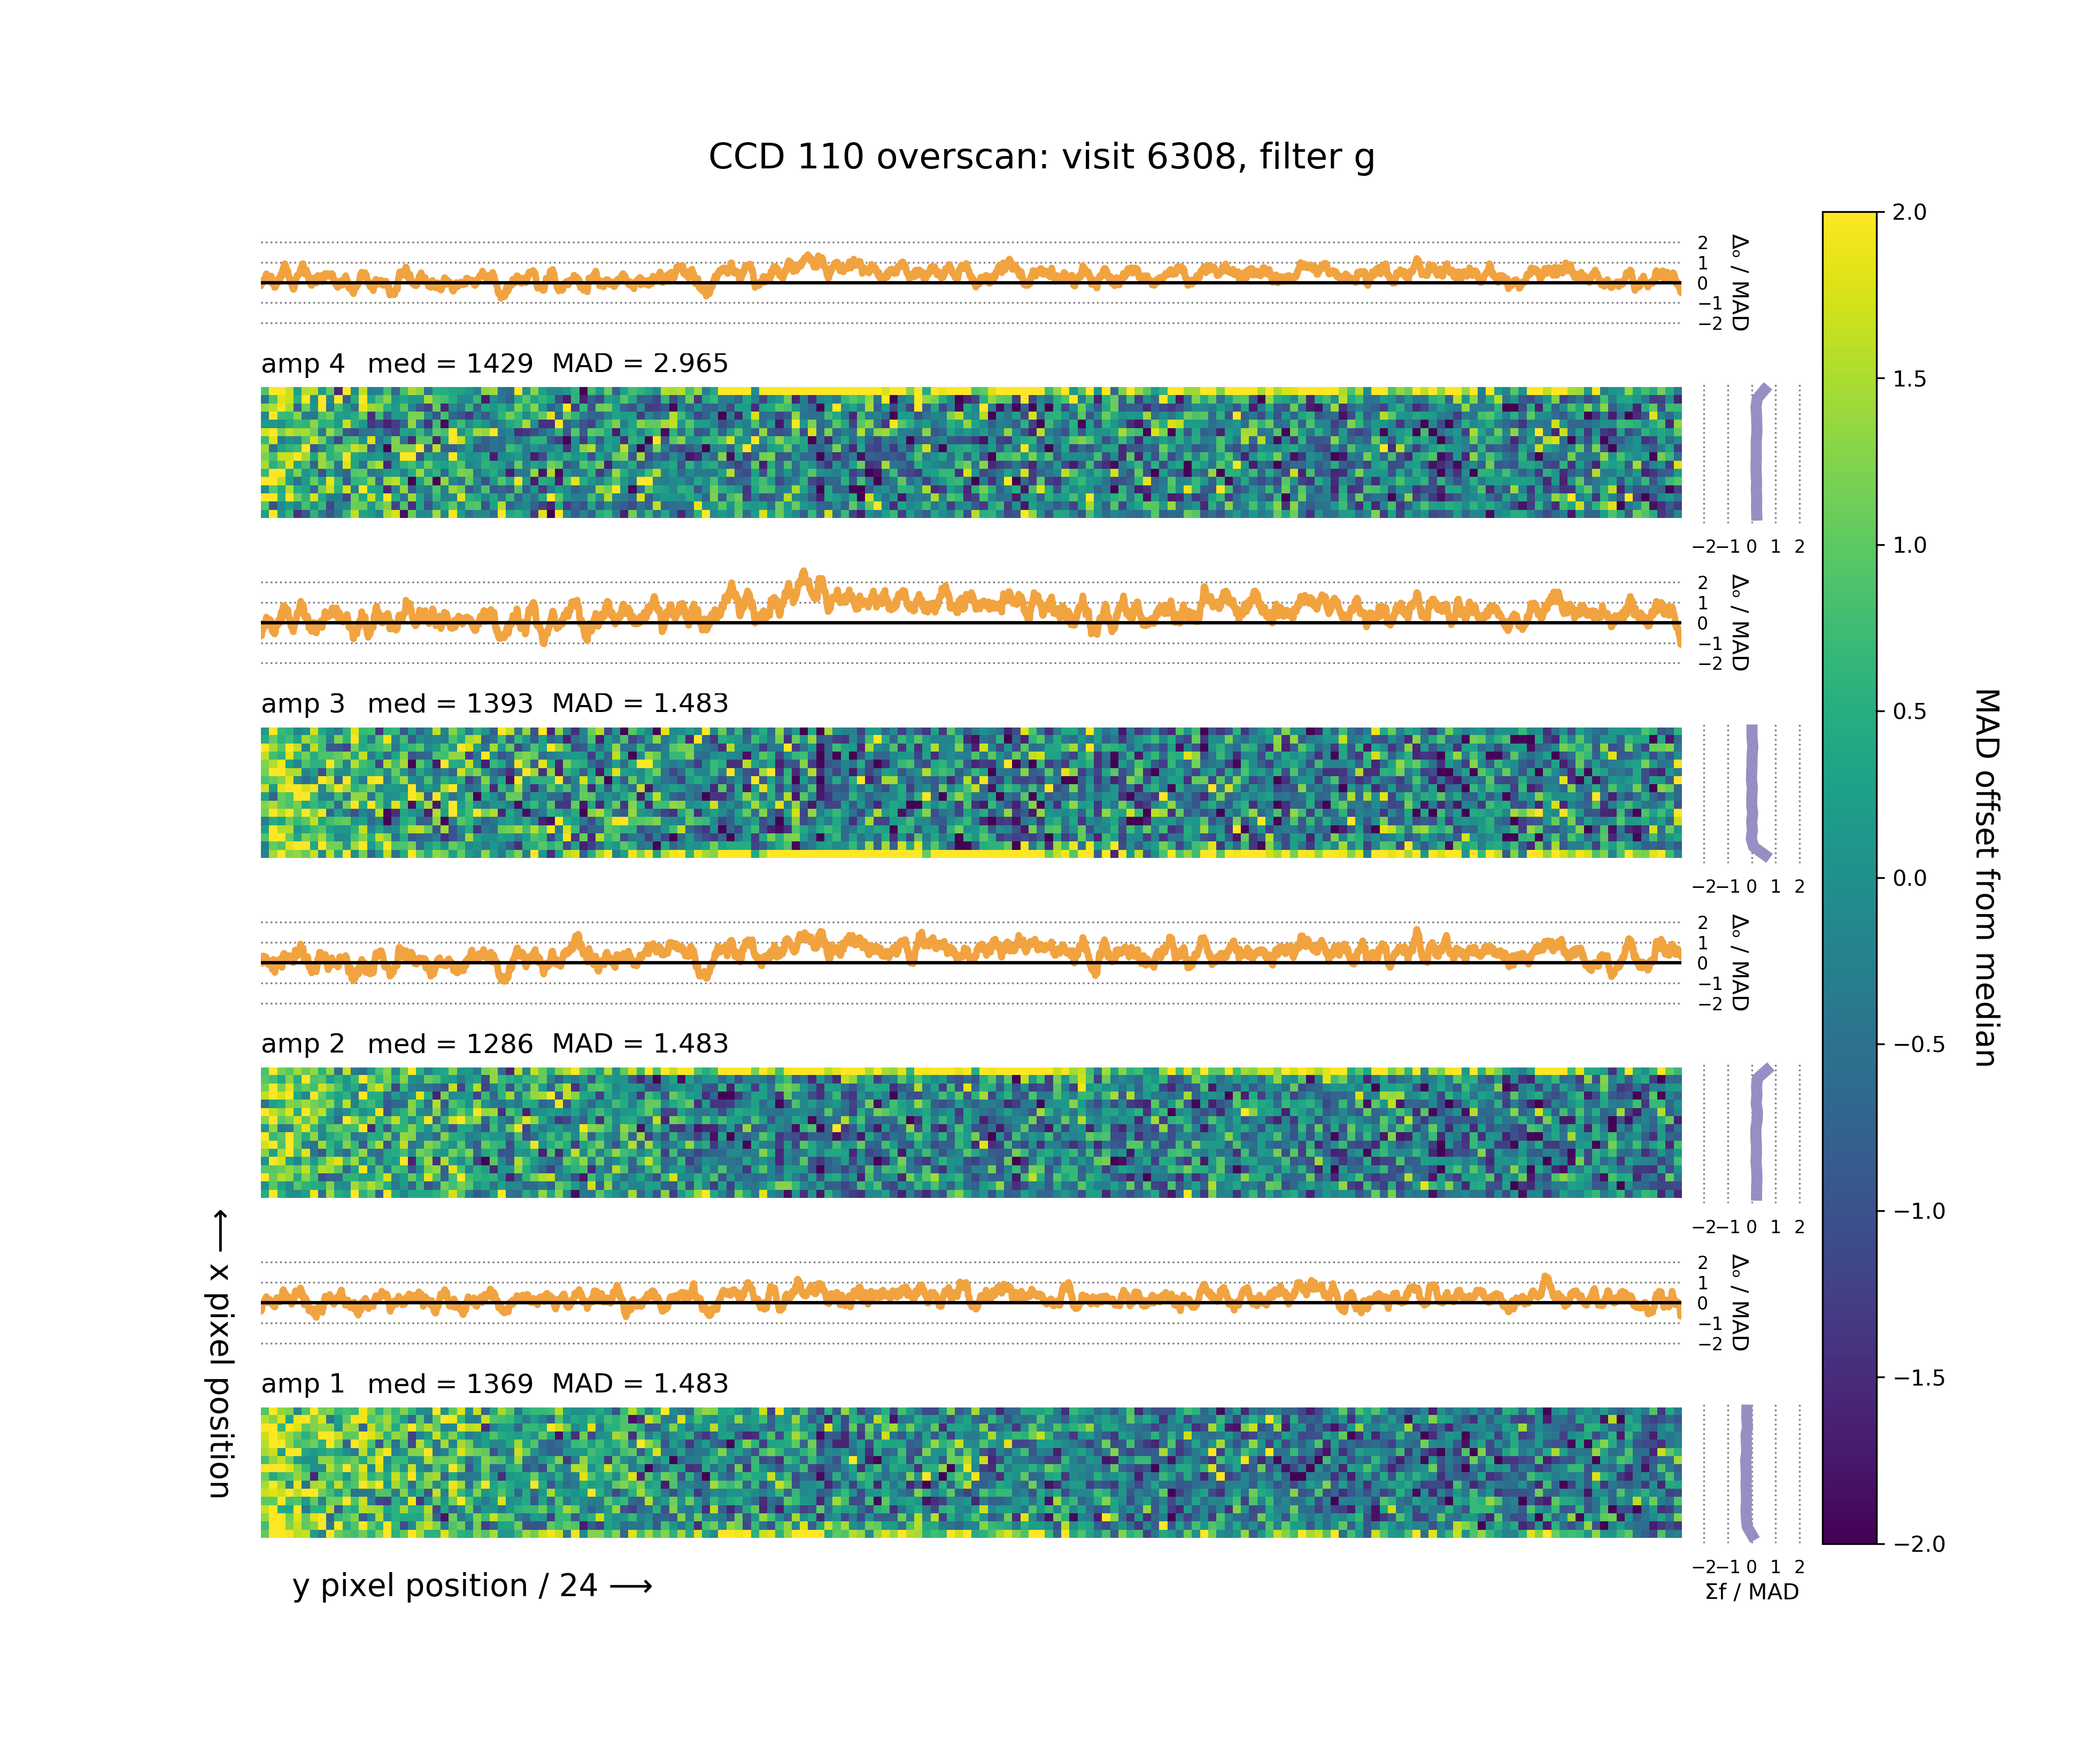 CCD 110 overscan: visit 6308, filter g
2
1
0
−1
−2
Δₒ / MAD
amp 4 med = 1429 MAD = 2.965
−2 −1 0 1 2
2
1
0
−1
−2
Δₒ / MAD
amp 3 med = 1393 MAD = 1.483
−2 −1 0 1 2
2
1
0
−1
−2
Δₒ / MAD
amp 2 med = 1286 MAD = 1.483
−2 −1 0 1 2
2
1
0
−1
−2
Δₒ / MAD
amp 1 med = 1369 MAD = 1.483
−2 −1 0 1 2
Σf / MAD
y pixel position / 24 ⟶
⟵ x pixel position
2.0
1.5
1.0
0.5
0.0
−0.5
−1.0
−1.5
−2.0
MAD offset from median